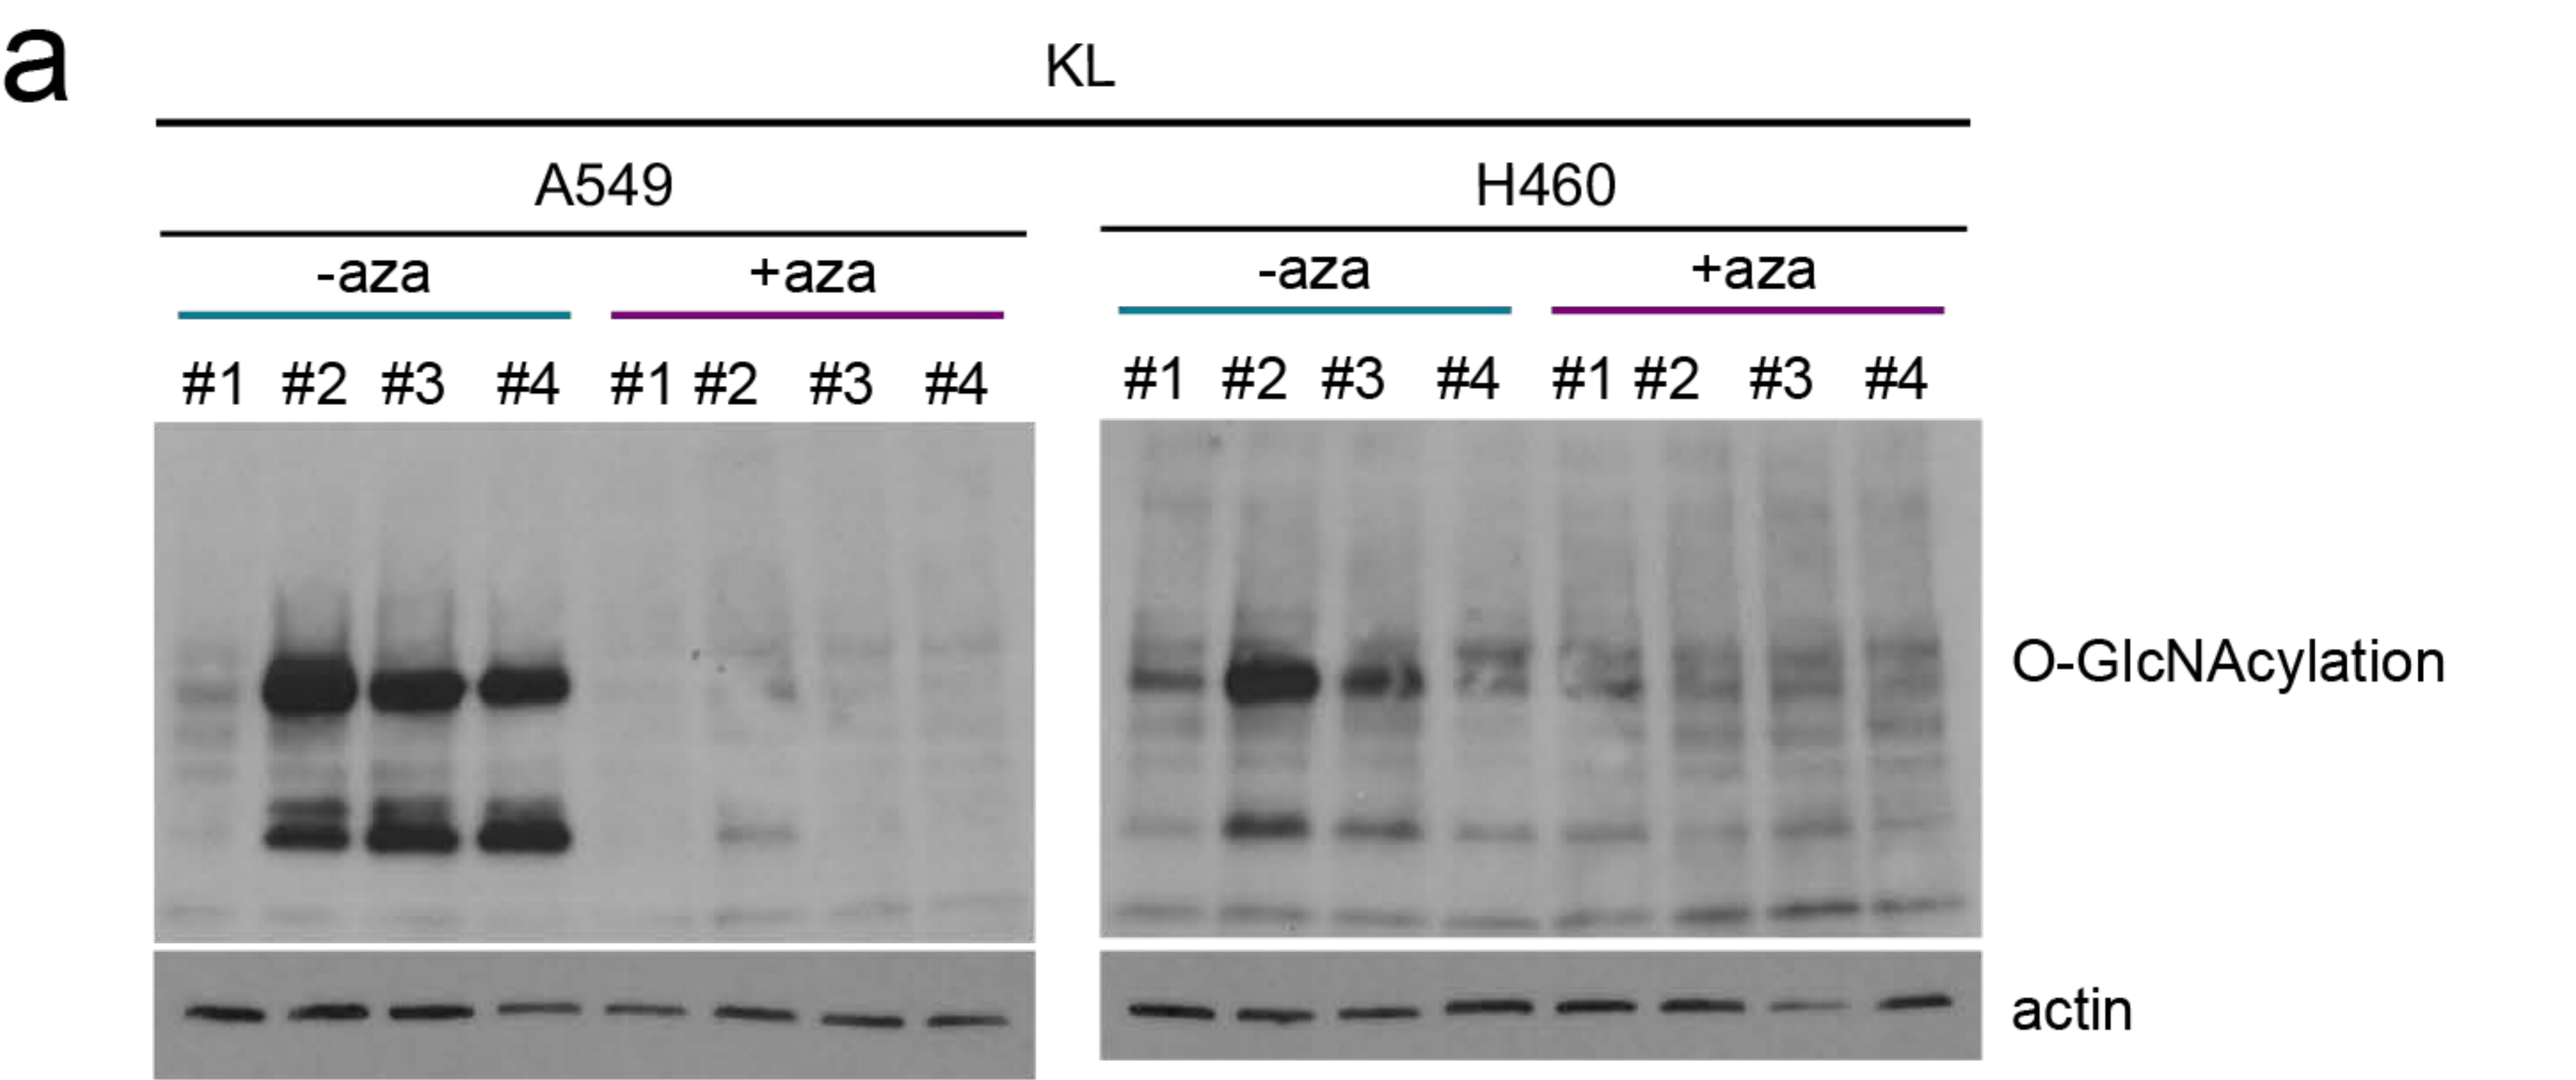 a
KL
A549 H460
-aza +aza -aza +aza
#1 #2 #3 #4 #1 #2 #3 #4 #1 #2 #3 #4 #1 #2 #3 #4
O-GlcNAcylation
actin